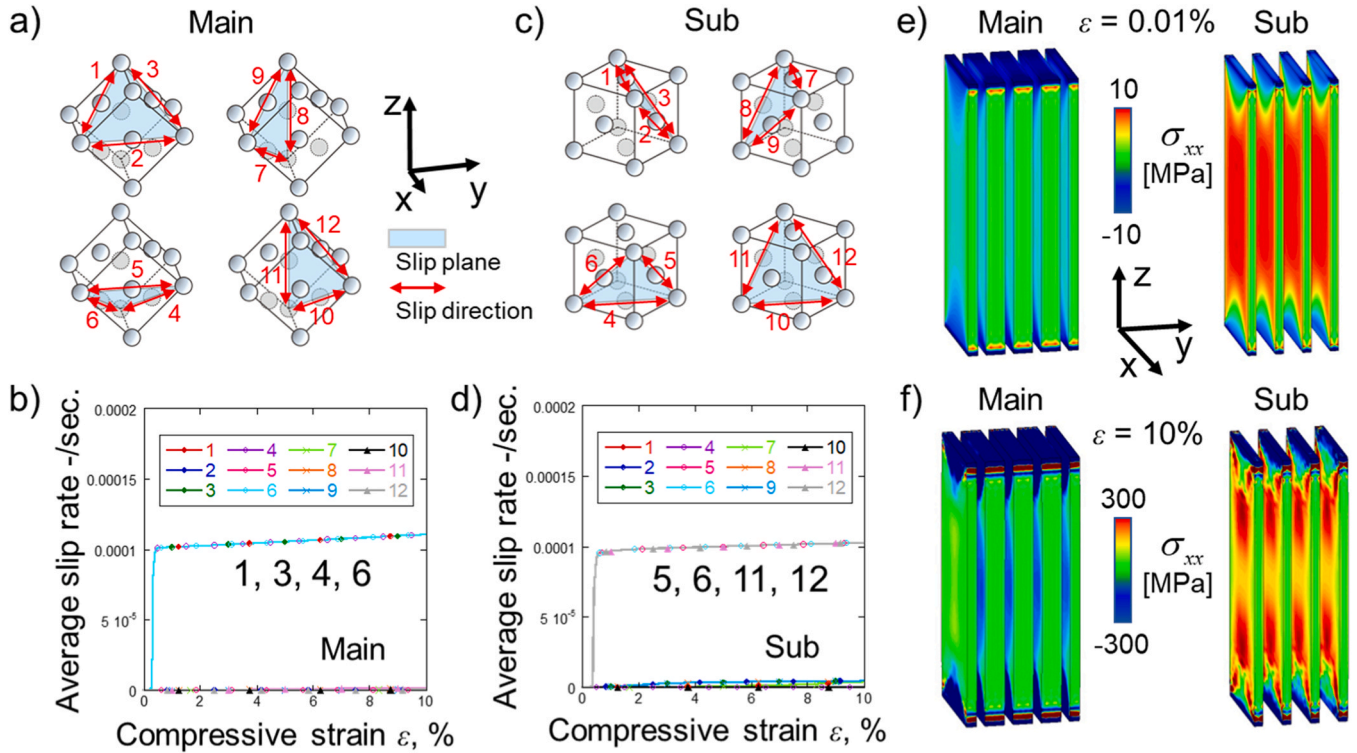 a) Main
1 3
2
9
8
7
5
6 4
12
11
10
z
x y
Slip plane
Slip direction
c) Sub
1
3
2
7
8
9
6 5
4
11 12
10
e) Main ε = 0.01% Sub
10
σxx
[MPa]
-10
z
x y
b)
Average slip rate -/sec.
0.0002
0.00015
0.0001
5 10-5
0
1 4 7 10
2 5 8 11
3 6 9 12
1, 3, 4, 6
Main
0 2 4 6 8 10
Compressive strain ε, %
d)
Average slip rate -/sec.
0.0002
0.00015
0.0001
5 10-5
0
1 4 7 10
2 5 8 11
3 6 9 12
5, 6, 11, 12
Sub
0 2 4 6 8 10
Compressive strain ε, %
f) Main ε = 10% Sub
300
σxx
[MPa]
-300